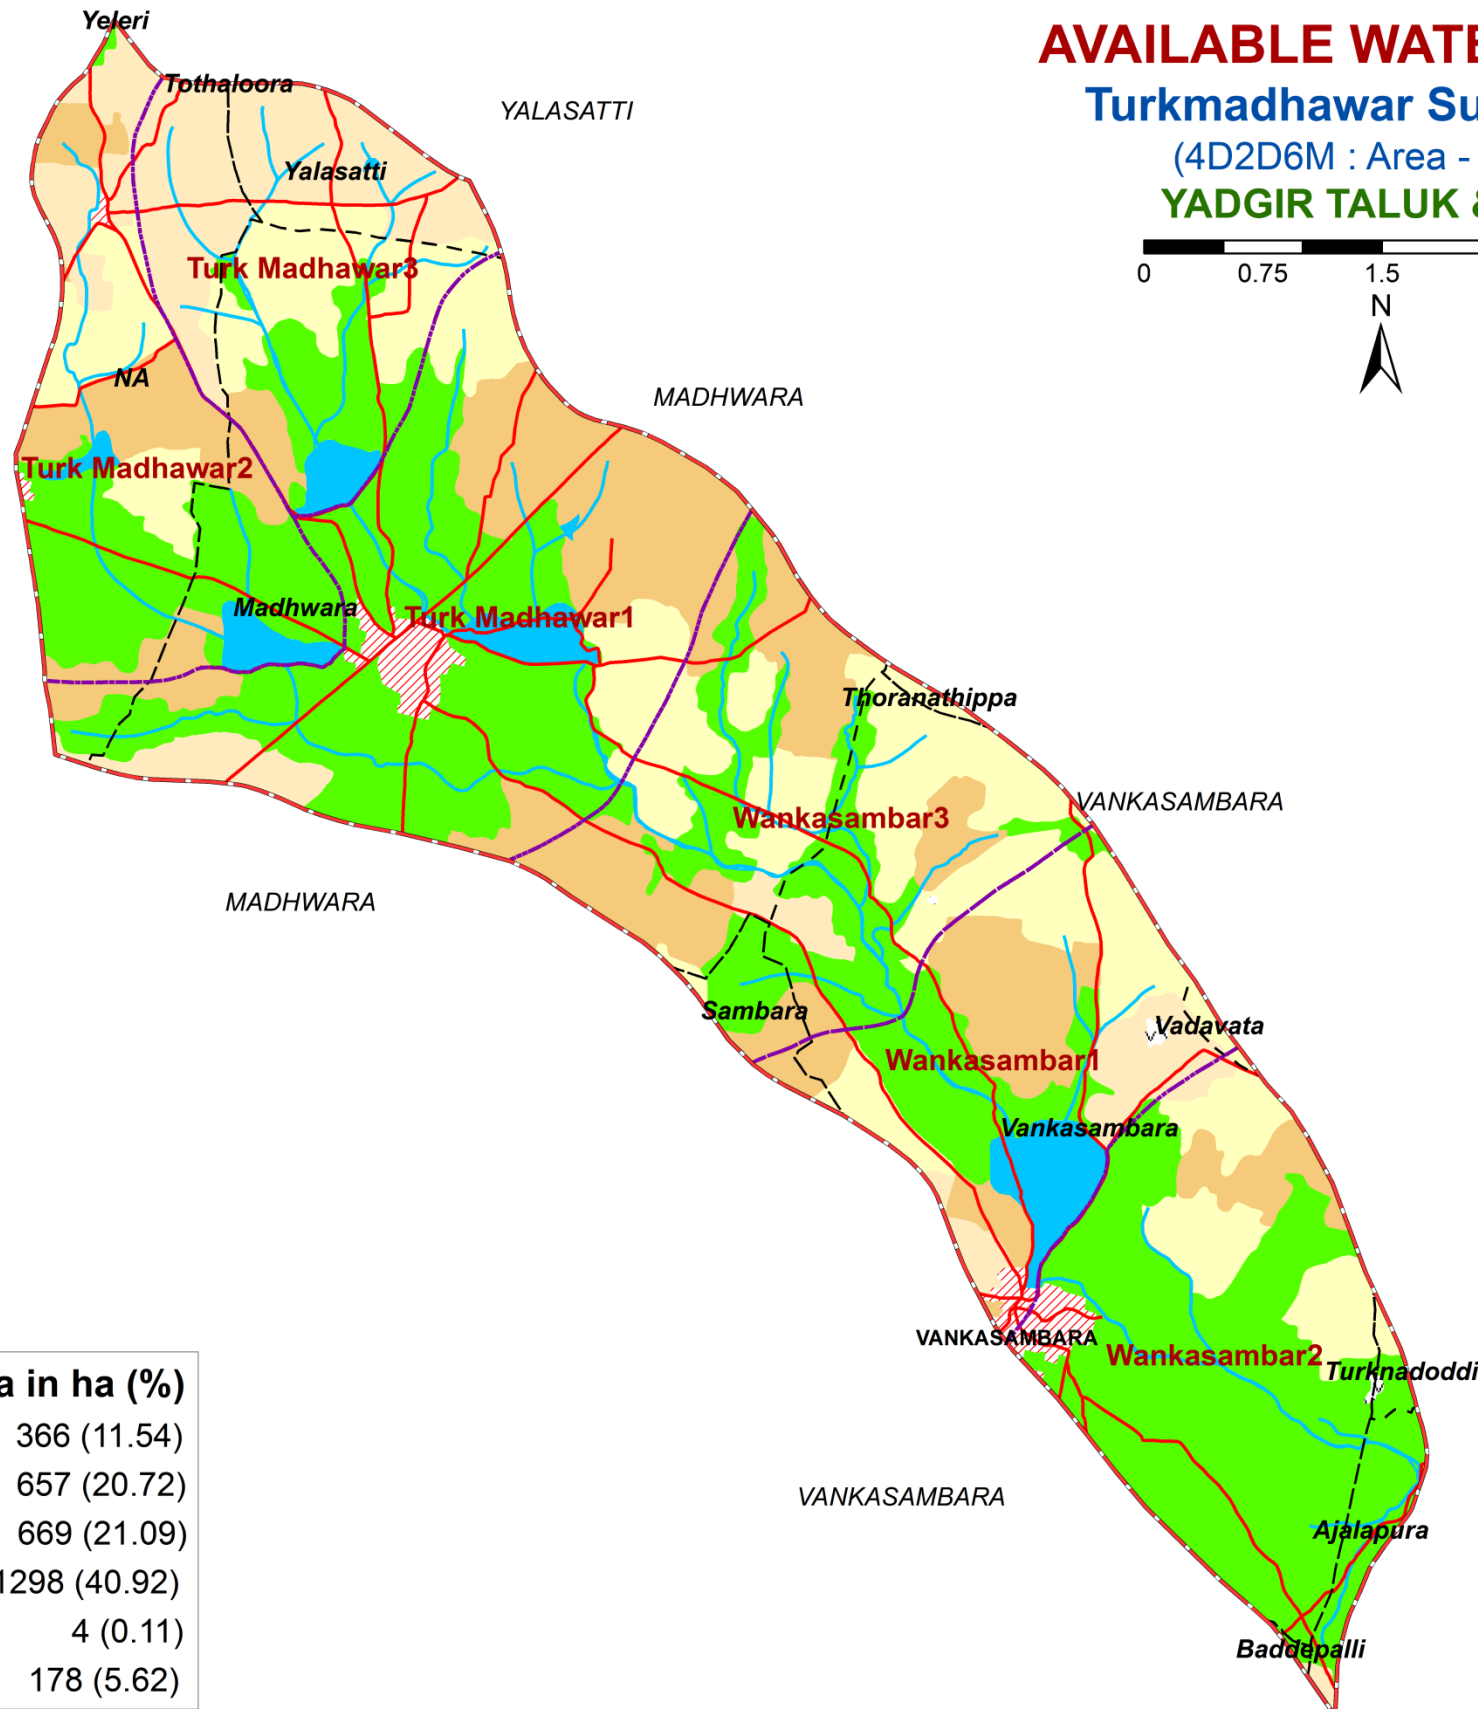 Yeleri
AVAILABLE WATE
Tothaloora
YALASATTI
Turkmadhawar Su
(4D2D6M : Area -
Yalasatti
YADGIR TALUK &
0 0.75 1.5
Turk Madhawar3
N
NA
MADHWARA
Turk Madhawar2
Madhwara
Turk Madhawar1
Thoranathippa
VANKASAMBARA
Wankasambar3
MADHWARA
Sambara
Vadavata
Wankasambar1
Vankasambara
VANKASAMBARA
Wankasambar2
Turknadoddi
a in ha (%)
366 (11.54)
657 (20.72)
VANKASAMBARA
669 (21.09)
Ajalapura
1298 (40.92)
4 (0.11)
Baddepalli
178 (5.62)